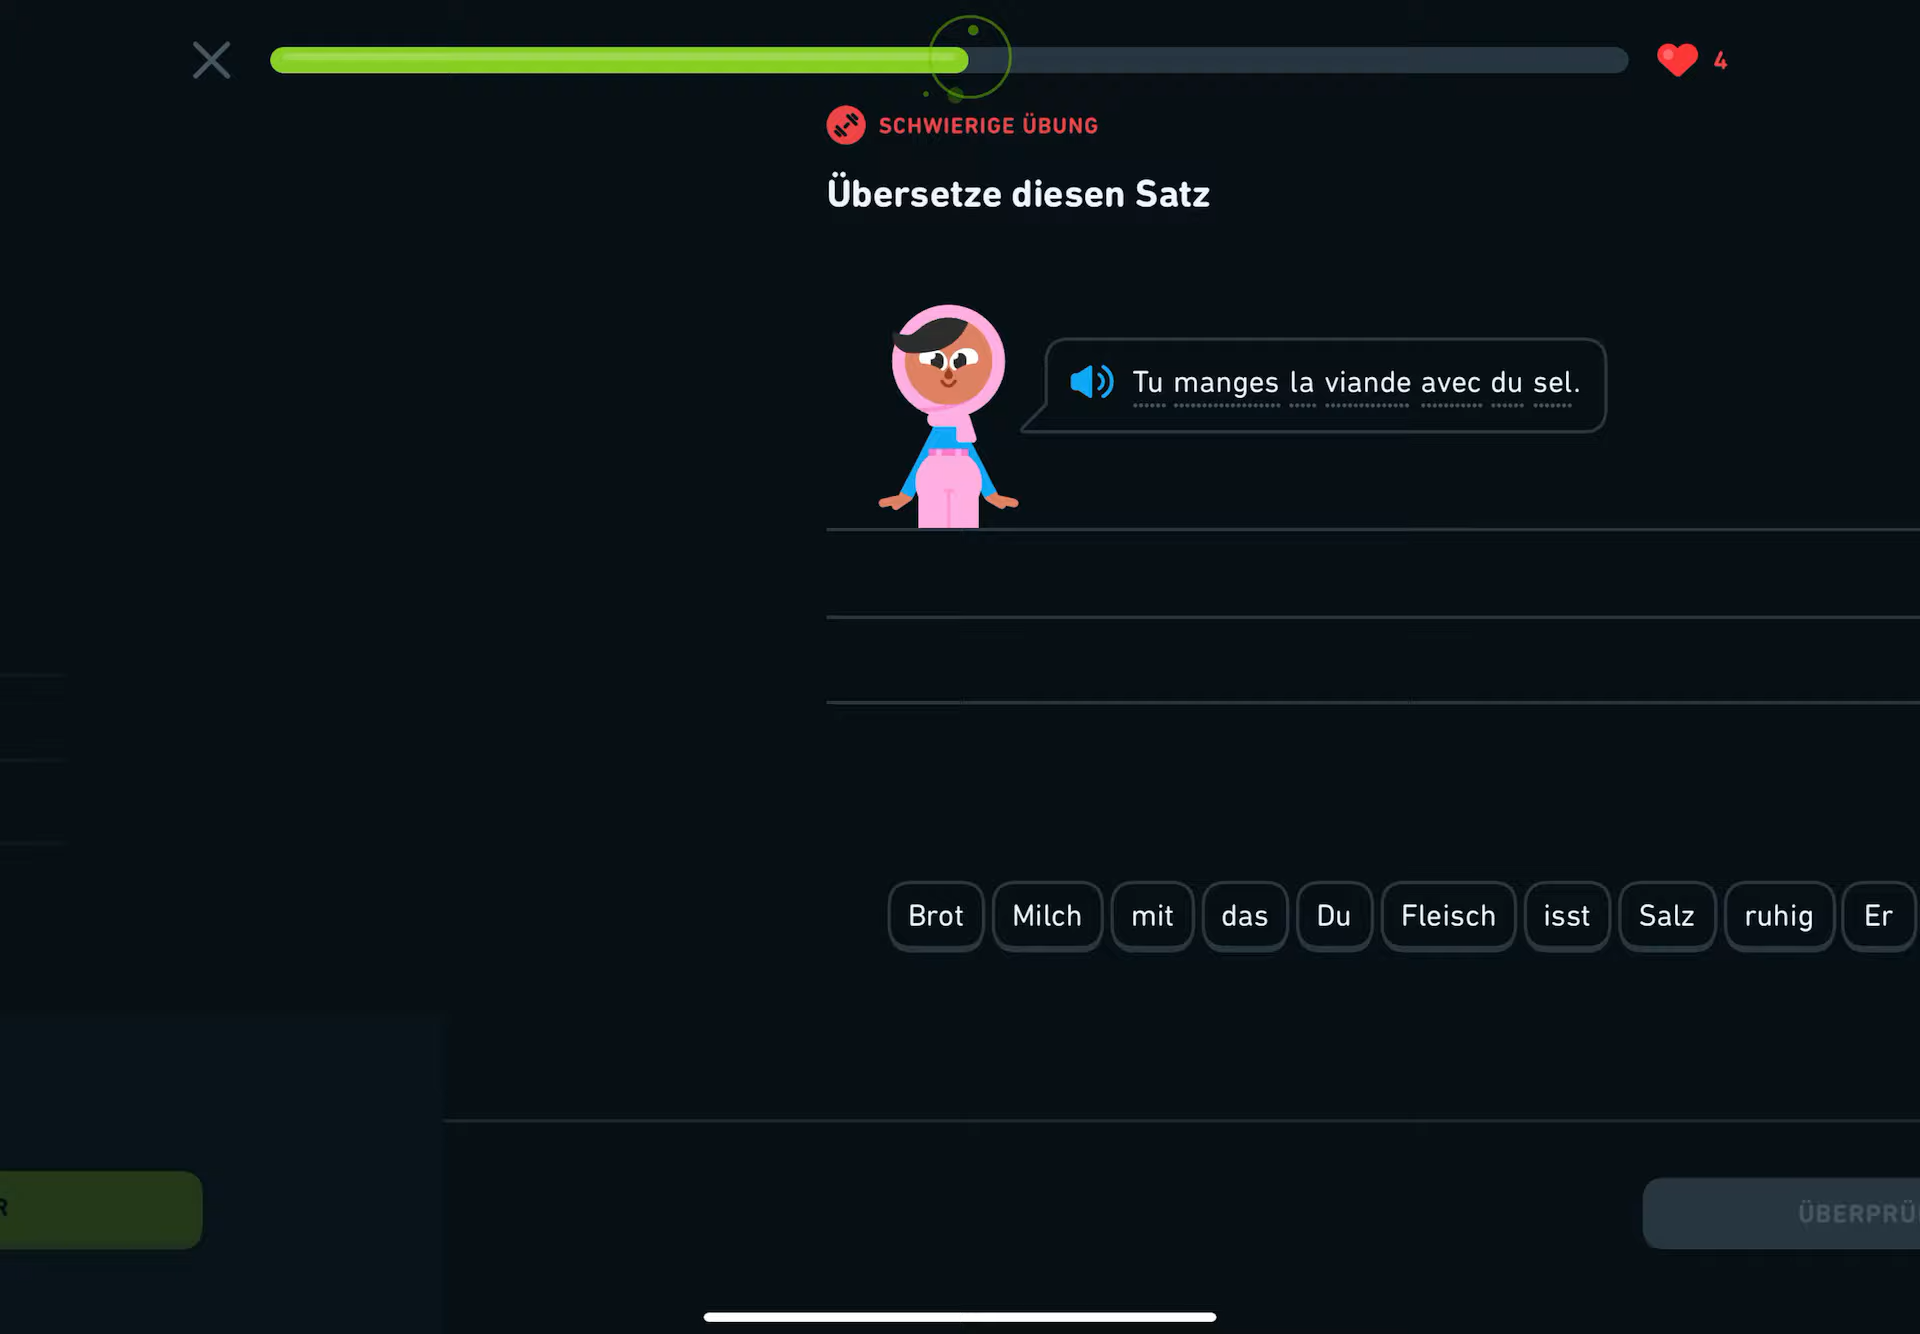 4
SCHWIERIGE ÜBUNG
Übersetze diesen Satz
Tu manges la viande avec du sel.
Brot Milch mit das Du Fleisch isst Salz ruhig Er
R
ÜBERPRÜ